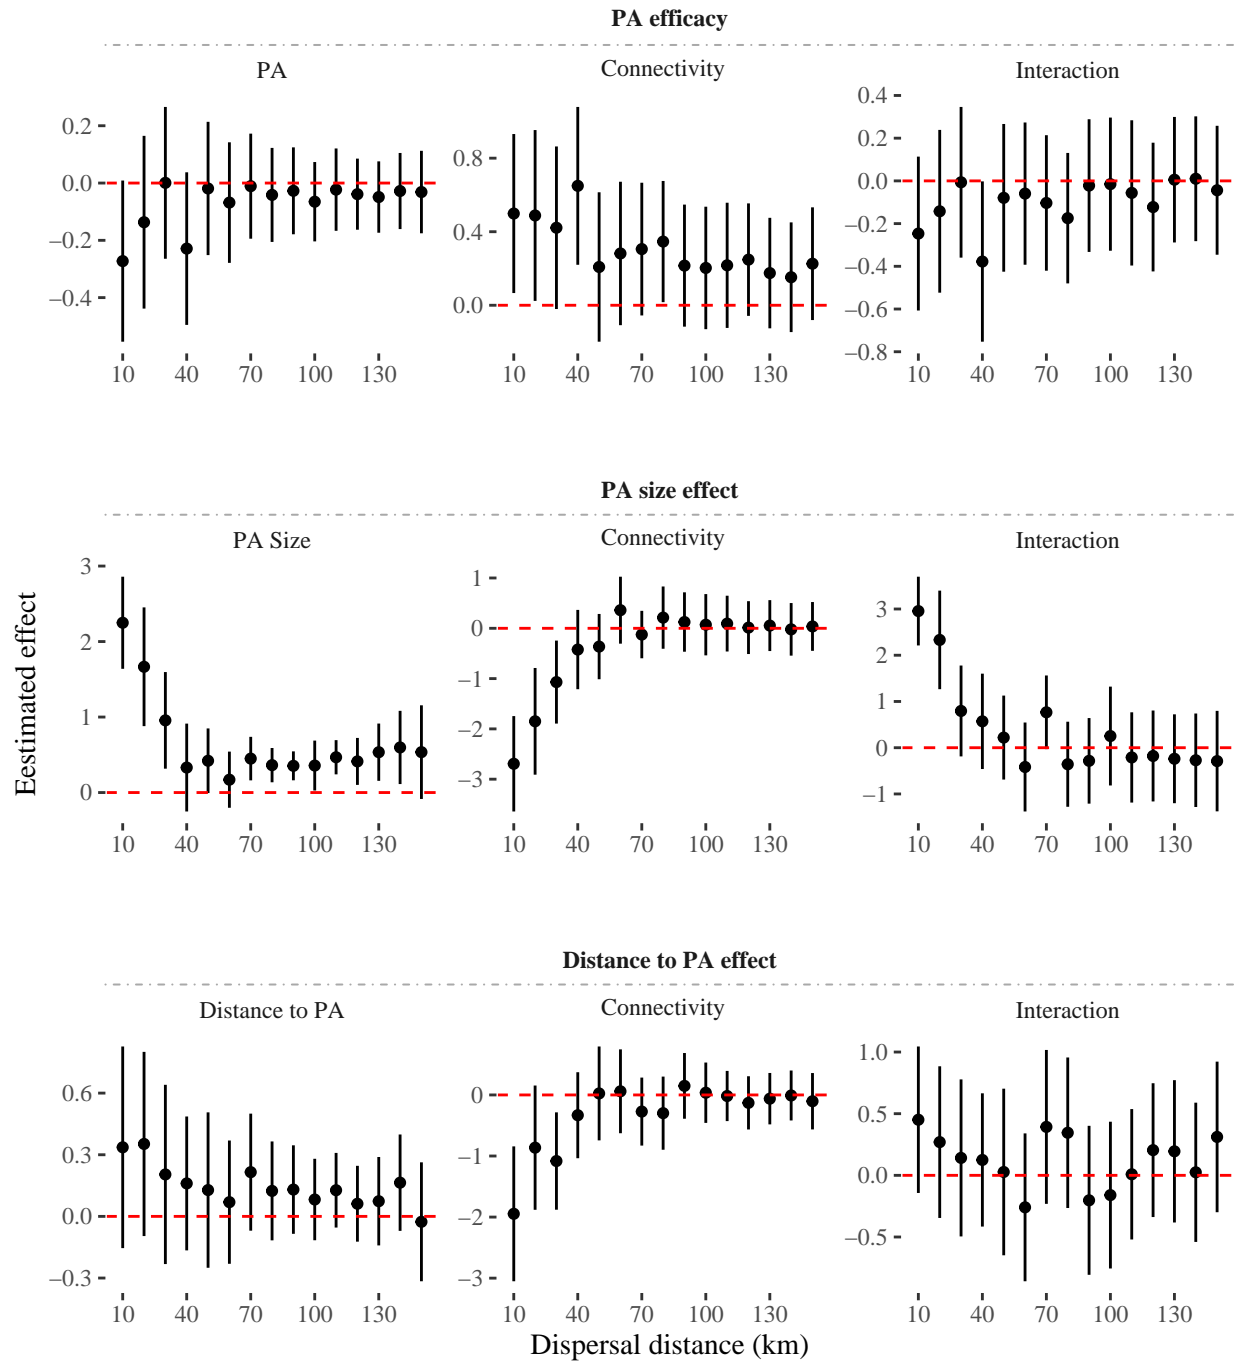 PA efficacy
PA Connectivity Interaction
0.2 0.0 −0.2 −0.4
0.8 0.4 0.0
0.4 0.2 0.0 −0.2 −0.4 −0.6 −0.8
10 40 70 100 130 10 40 70 100 130 10 40 70 100 130
PA size effect
PA Size Connectivity Interaction
3 2 1 0
1 0 −1 −2 −3
3 2 1 0 −1
10 40 70 100 130 10 40 70 100 130 10 40 70 100 130
Eestimated effect
Distance to PA effect
Distance to PA Connectivity Interaction
0.6 0.3 0.0 −0.3
0 −1 −2 −3
1.0 0.5 0.0 −0.5
10 40 70 100 130 10 40 70 100 130 10 40 70 100 130
Dispersal distance (km)